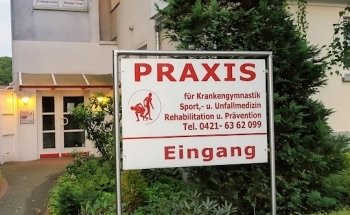 PRAXIS
für Krankengymnastik
Sport,- u. Unfallmedizin
Rehabilitation u. Prävention
Tel. 0421- 63 62 099
Eingang